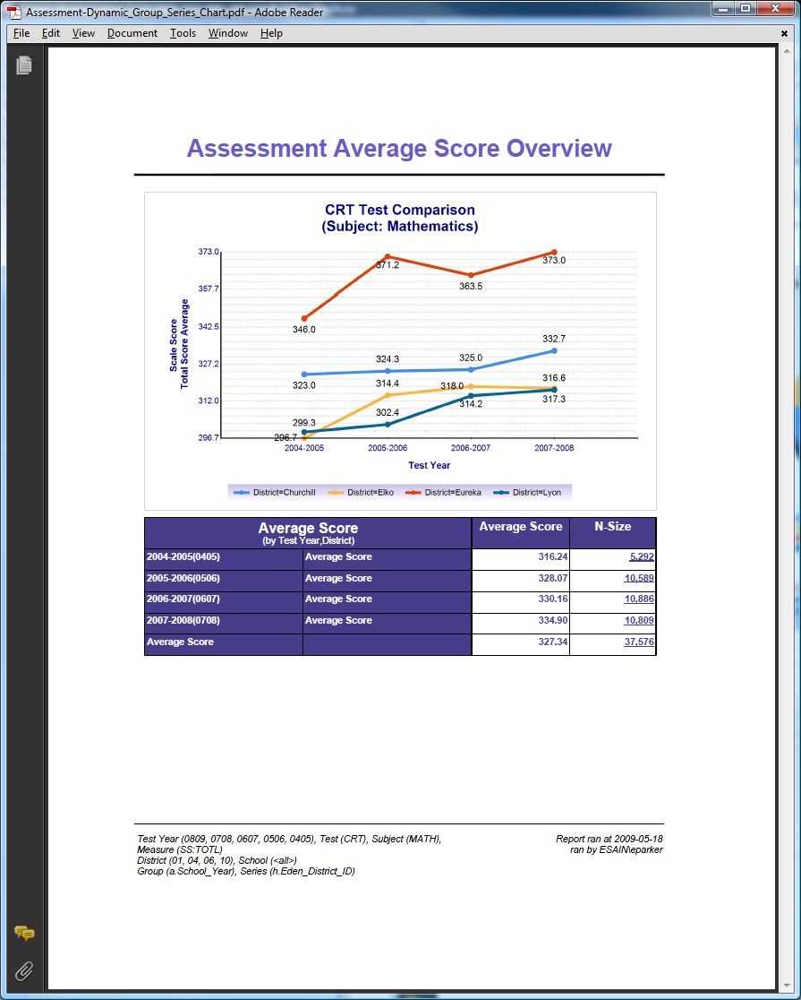 Assessment-Dynamic_Group_Series_Chart.pdf - Adobe Reader
File Edit View Document Tools Window Help
Assessment Average Score Overview
CRT Test Comparison
(Subject: Mathematics)
Scale Score
Total Score Average
373.0
357.7
342.5
327.2
312.0
296.7
346.0
371.2
363.5
373.0
323.0
324.3
325.0
332.7
296.7
314.4
318.0
317.3
299.3
302.4
314.2
316.6
2004-2005 2005-2006 2006-2007 2007-2008
Test Year
District=Churchill District=Elko District=Eureka District=Lyon
Average Score Average Score N-Size
(by Test Year,District)
2004-2005(0405) Average Score 316.24 5,292
2005-2006(0506) Average Score 328.07 10,589
2006-2007(0607) Average Score 330.16 10,886
2007-2008(0708) Average Score 334.90 10,809
Average Score 327.34 37,576
Test Year (0809, 0708, 0607, 0506, 0405), Test (CRT), Subject (MATH),
Measure (SS:TOTL)
District (01, 04, 06, 10), School (<all>)
Group (a.School_Year), Series (h.Eden_District_ID)
Report ran at 2009-05-18
ran by ESAIN\eparker